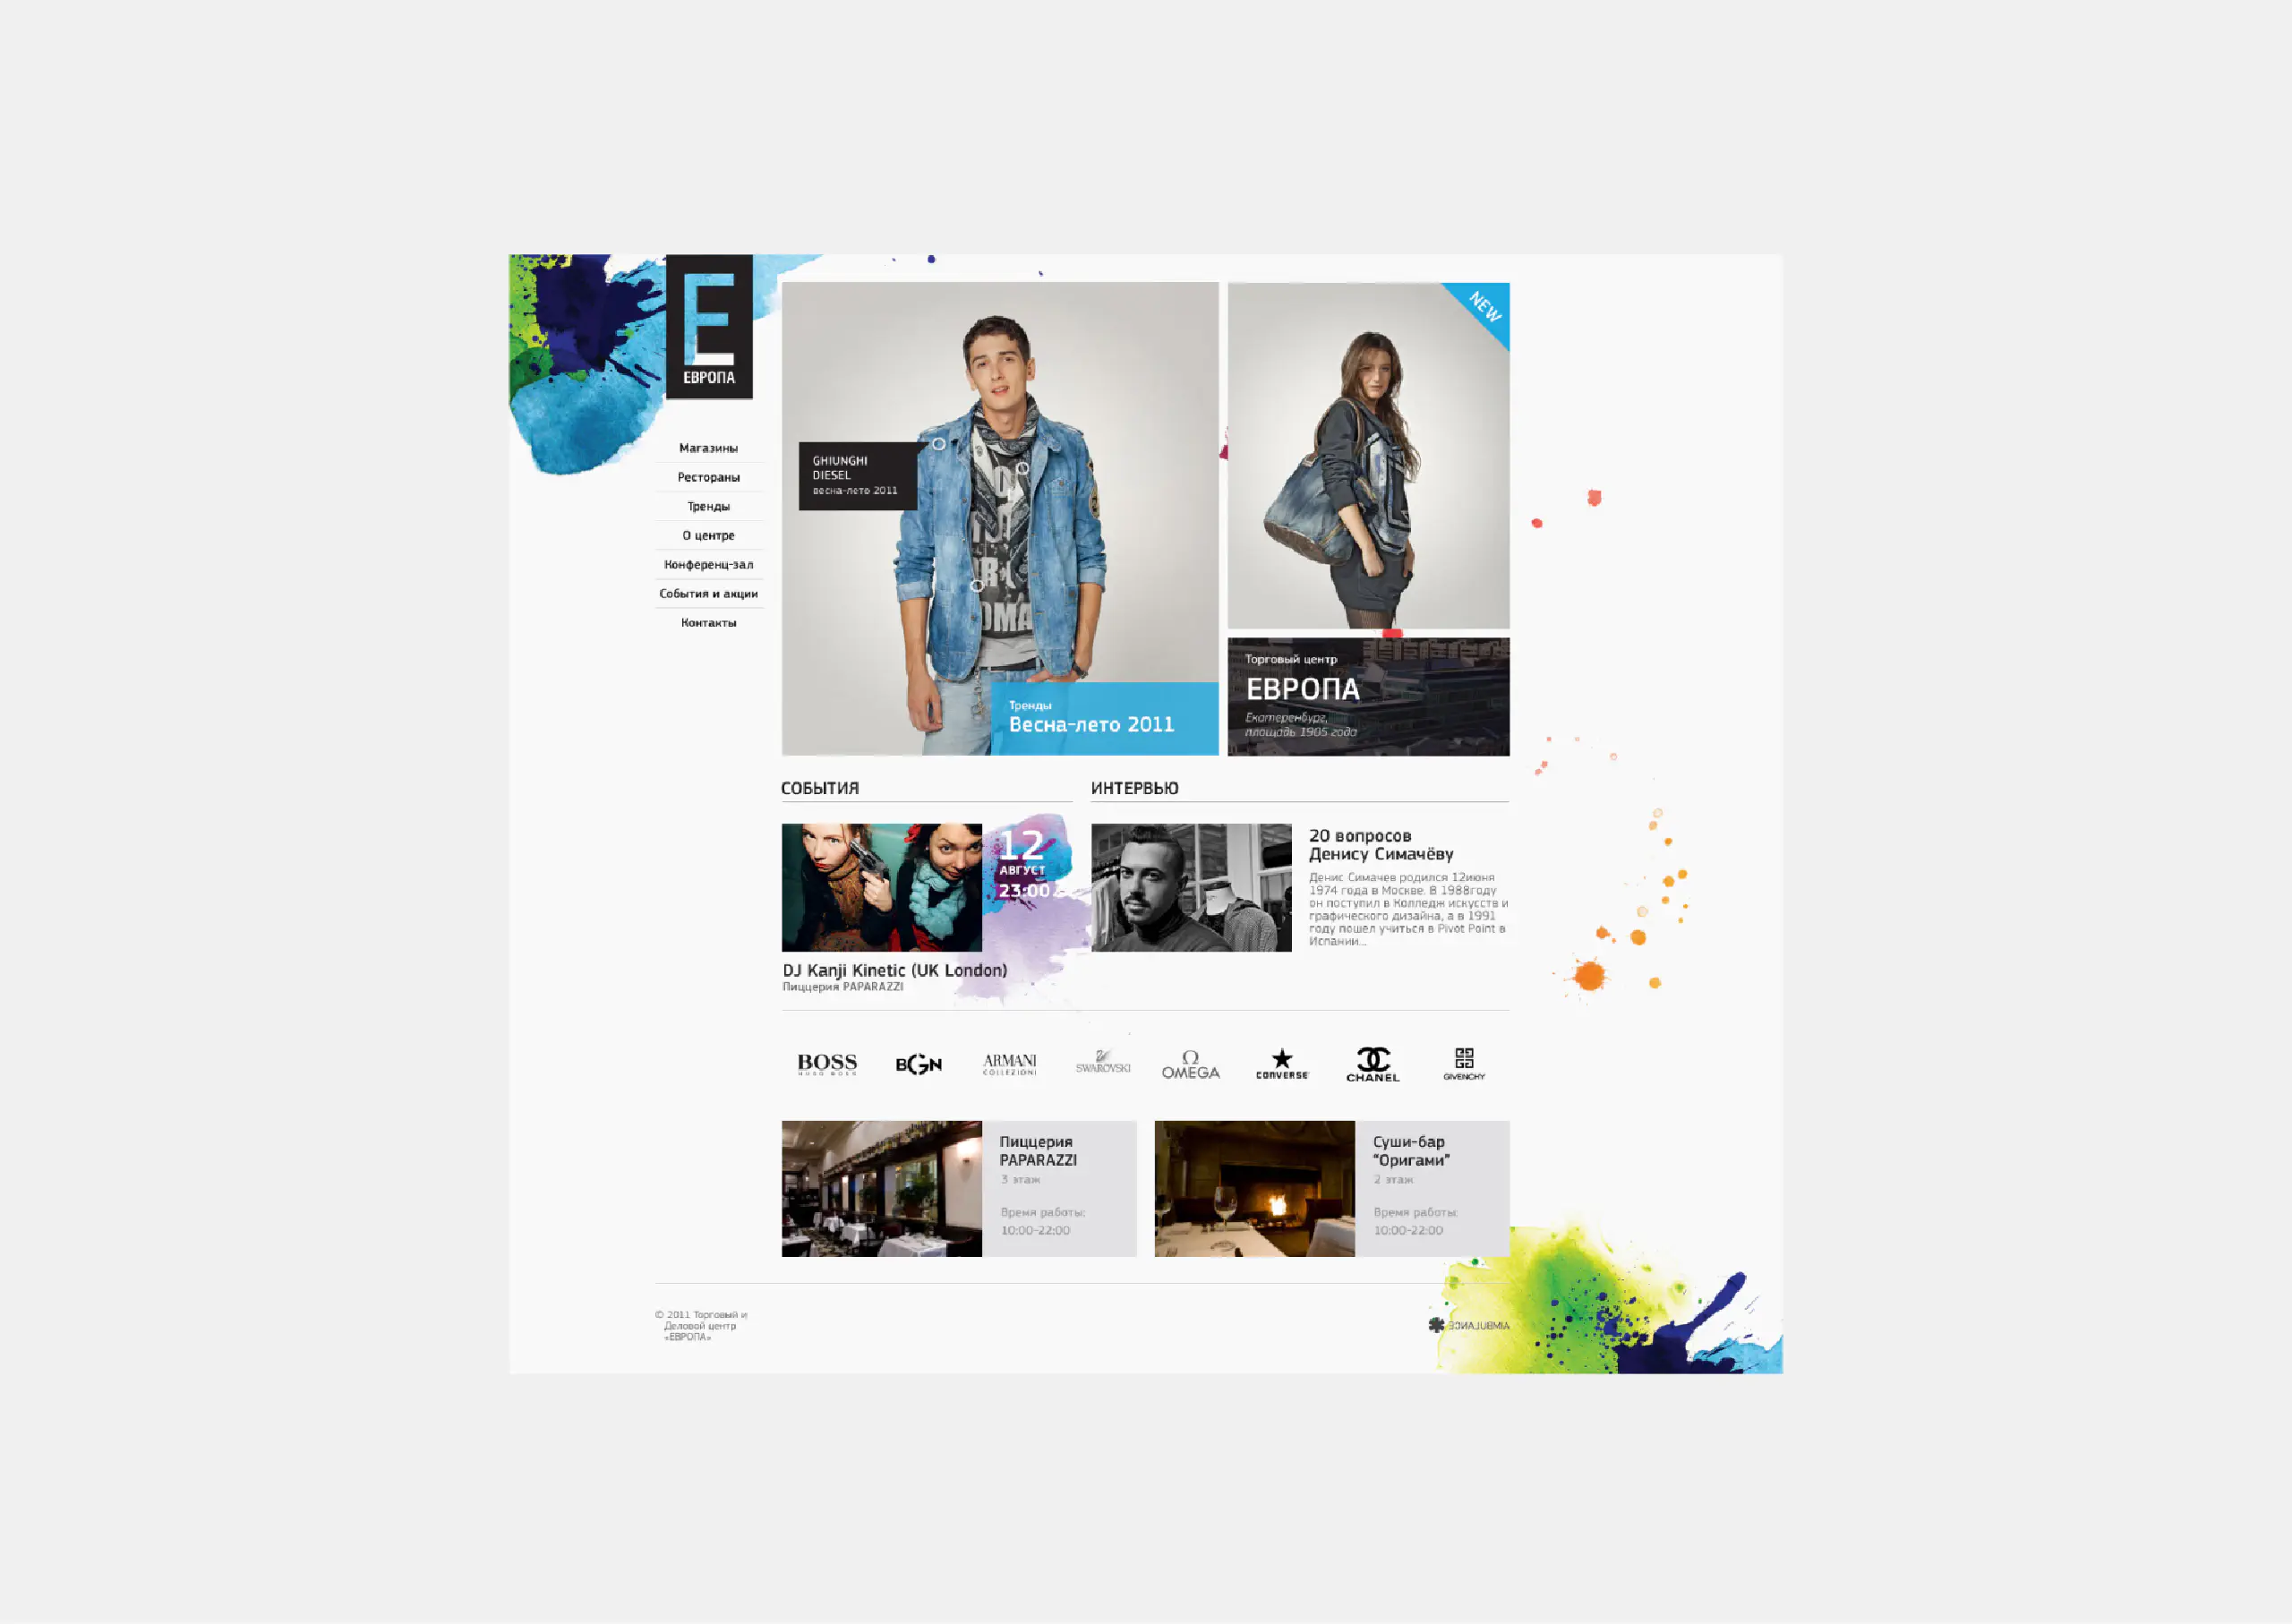 ЕВРОПА
Магазины
Рестораны
Тренды
О центре
Конференц-зал
События и акции
Контакты
GHIUNGHI
DIESEL
весна-лето 2011
Тренды
Весна-лето 2011
NEW
Торговый центр
ЕВРОПА
Екатеренбург,
площадь 1905 года
СОБЫТИЯ
12
АВГУСТ
23:00
DJ Kanji Kinetic (UK London)
Пиццерия PAPARAZZI
ИНТЕРВЬЮ
20 вопросов
Денису Симачёву
Денис Симачев родился 12июня
1974 года в Москве. В 1988году
он поступил в Колледж искусств и
графического дизайна, а в 1991
году пошел учиться в Pivot Point в
Испании...
BOSS
HUGO BOSS
BGN
ARMANI
COLLEZIONI
SWAROVSKI
Ω
OMEGA
CONVERSE
CHANEL
GIVENCHY
Пиццерия
PAPARAZZI
3 этаж
Время работы:
10:00-22:00
Суши-бар
“Оригами”
2 этаж
Время работы:
10:00-22:00
© 2011 Торговый и
Деловой центр
«ЕВРОПА»
AMBULANCE